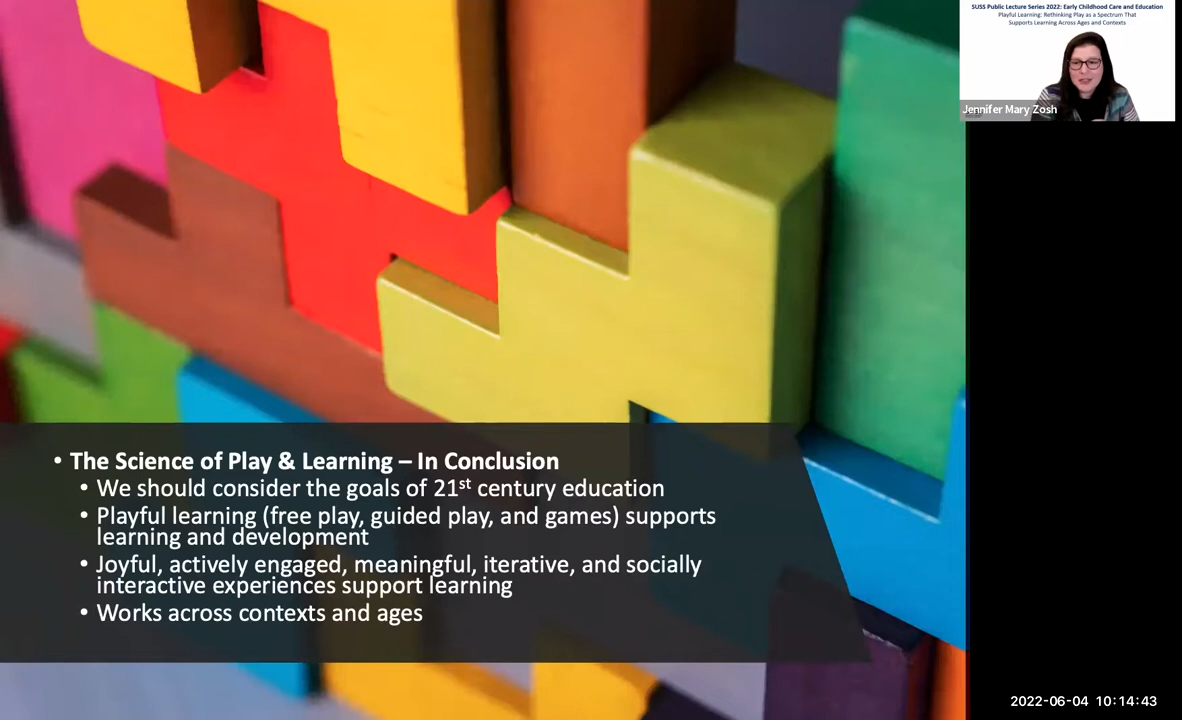 SUSS Public Lecture Series 2022: Early Childhood Care and Education
Playful Learning: Rethinking Play as a Spectrum That
Supports Learning Across Ages and Contexts
Jennifer Mary Zosh
• The Science of Play & Learning – In Conclusion
• We should consider the goals of 21st century education
• Playful learning (free play, guided play, and games) supports
learning and development
• Joyful, actively engaged, meaningful, iterative, and socially
interactive experiences support learning
• Works across contexts and ages
2022-06-04 10:14:43